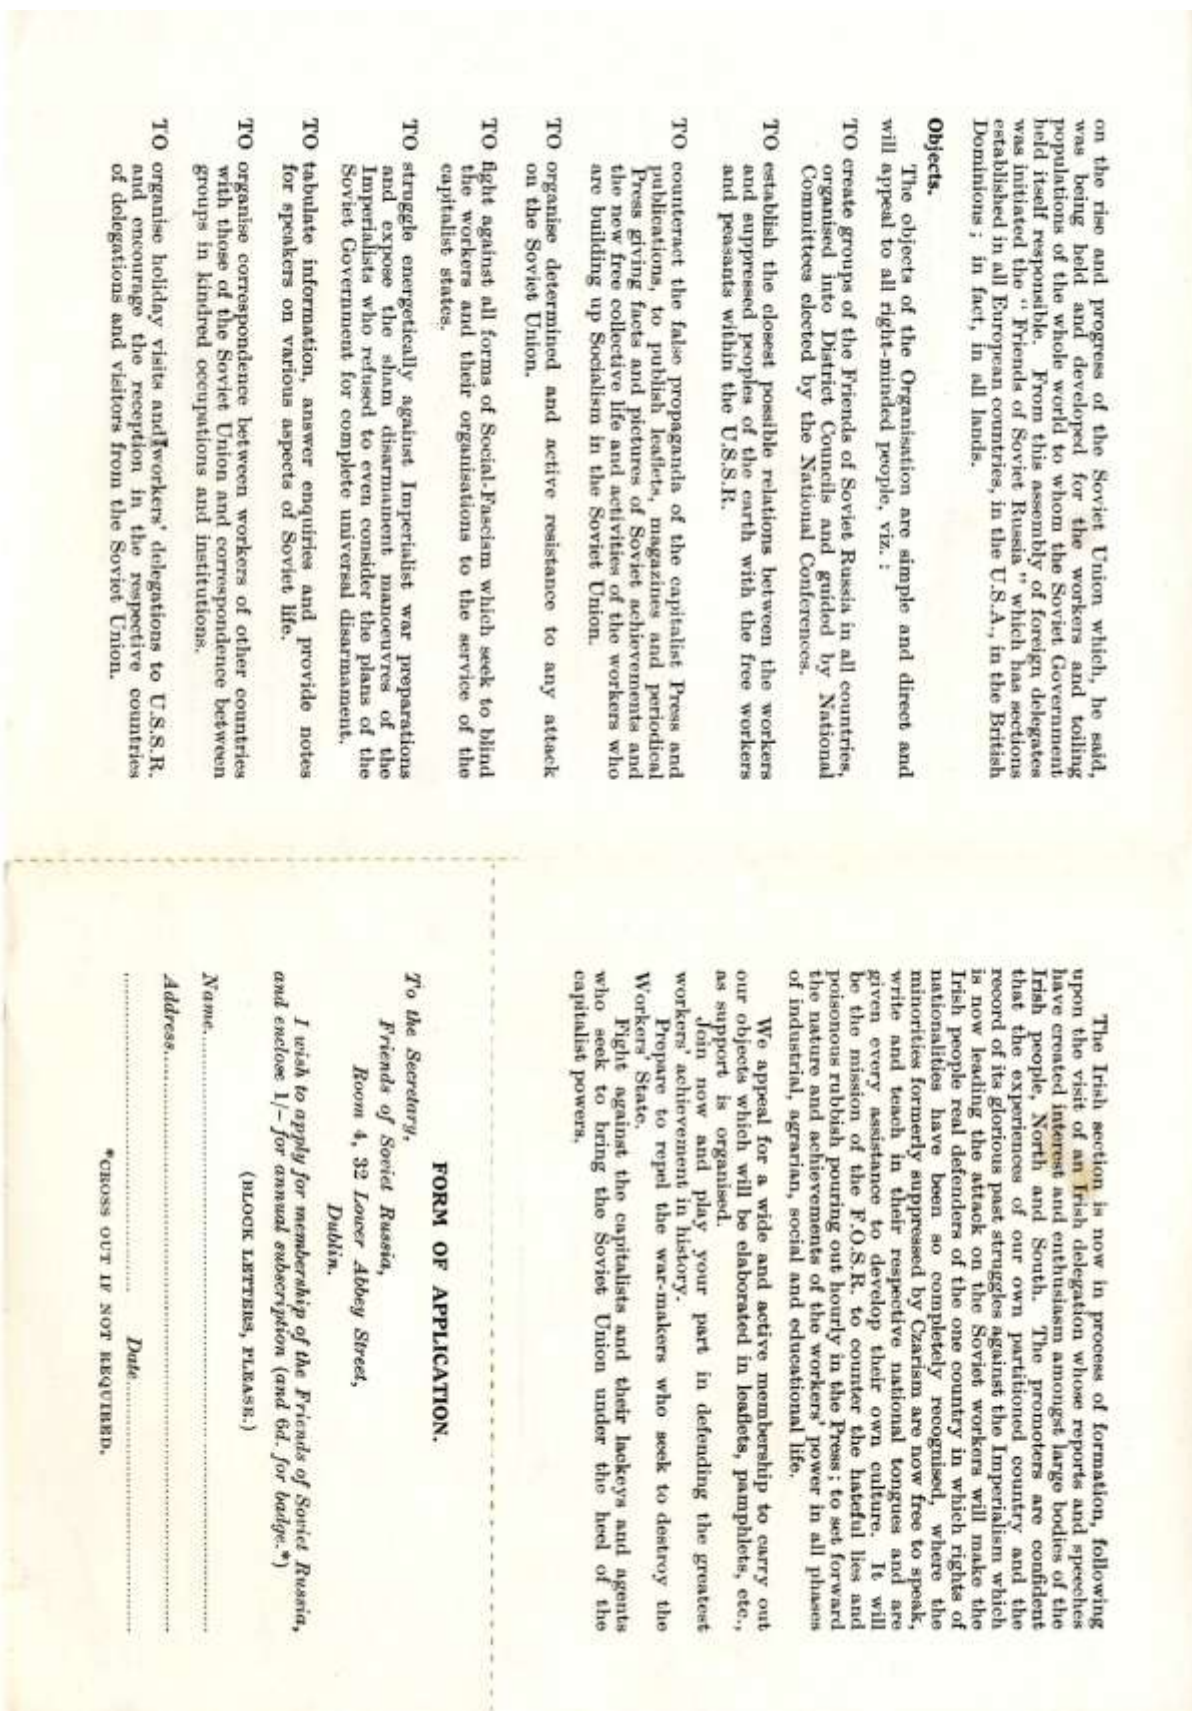 on the rise and progress of the Soviet Union which, he said,
was being held and developed for the workers and toiling
populations of the whole world to whom the Soviet Government
held itself responsible. From this assembly of foreign delegates
was initiated the “ Friends of Soviet Russia ” which has sections
established in all European countries, in the U.S.A., in the British
Dominions ; in fact, in all lands.
Objects.
The objects of the Organisation are simple and direct and
will appeal to all right-minded people, viz. :
TO create groups of the Friends of Soviet Russia in all countries,
organised into District Councils and guided by National
Committees elected by the National Conferences.
TO establish the closest possible relations between the workers
and suppressed peoples of the earth with the free workers
and peasants within the U.S.S.R.
TO counteract the false propaganda of the capitalist Press and
publications, to publish leaflets, magazines and periodical
Press giving facts and pictures of Soviet achievements and
the new free collective life and activities of the workers who
are building up Socialism in the Soviet Union.
TO organise determined and active resistance to any attack
on the Soviet Union.
TO fight against all forms of Social-Fascism which seek to blind
the workers and their organisations to the service of the
capitalist states.
TO struggle energetically against Imperialist war preparations
and expose the sham disarmament manoeuvres of the
Imperialists who refused to even consider the plans of the
Soviet Government for complete universal disarmament.
TO tabulate information, answer enquiries and provide notes
for speakers on various aspects of Soviet life.
TO organise correspondence between workers of other countries
with those of the Soviet Union and correspondence between
groups in kindred occupations and institutions.
TO organise holiday visits and workers’ delegations to U.S.S.R.
and encourage the reception in the respective countries
of delegations and visitors from the Soviet Union.
The Irish section is now in process of formation, following
upon the visit of an Irish delegation whose reports and speeches
have created interest and enthusiasm amongst large bodies of the
Irish people, North and South. The promoters are confident
that the experiences of our own partitioned country and the
record of its glorious past struggles against the Imperialism which
is now leading the attack on the Soviet workers will make the
Irish people real defenders of the one country in which rights of
nationalities have been so completely recognised, where the
minorities formerly suppressed by Czarism are now free to speak,
write and teach in their respective national tongues and are
given every assistance to develop their own culture. It will
be the mission of the F.O.S.R. to counter the hateful lies and
poisonous rubbish pouring out hourly in the Press ; to set forward
the nature and achievements of the workers’ power in all phases
of industrial, agrarian, social and educational life.
We appeal for a wide and active membership to carry out
our objects which will be elaborated in leaflets, pamphlets, etc.,
as support is organised.
Join now and play your part in defending the greatest
workers’ achievement in history.
Prepare to repel the war-makers who seek to destroy the
Workers’ State.
Fight against the capitalists and their lackeys and agents
who seek to bring the Soviet Union under the heel of the
capitalist powers.
FORM OF APPLICATION.
To the Secretary,
Friends of Soviet Russia,
Room 4, 32 Lower Abbey Street,
Dublin.
I wish to apply for membership of the Friends of Soviet Russia,
and enclose 1/- for annual subscription (and 6d. for badge.*)
(BLOCK LETTERS, PLEASE.)
Name
Address
Date
*CROSS OUT IF NOT REQUIRED.